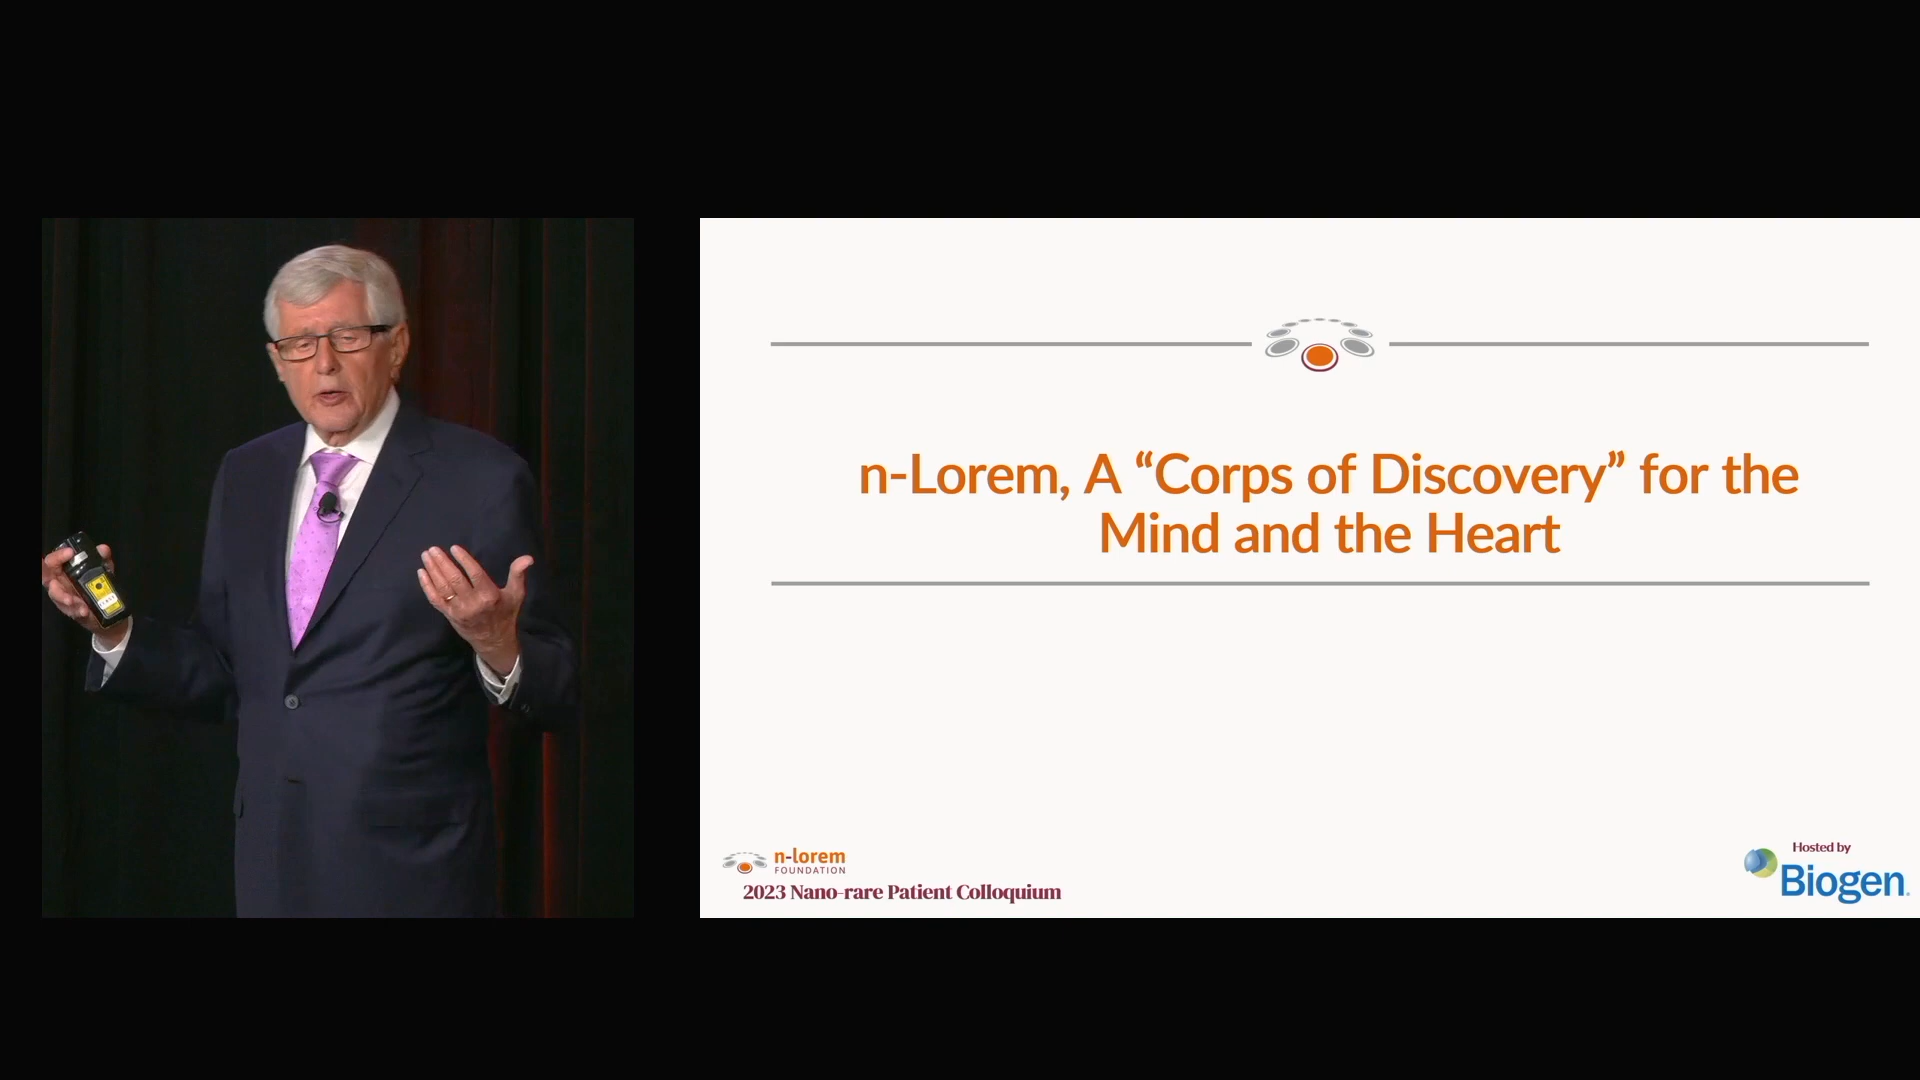 n-Lorem, A “Corps of Discovery” for the
Mind and the Heart
n-lorem
FOUNDATION
2023 Nano-rare Patient Colloquium
Hosted by
Biogen.